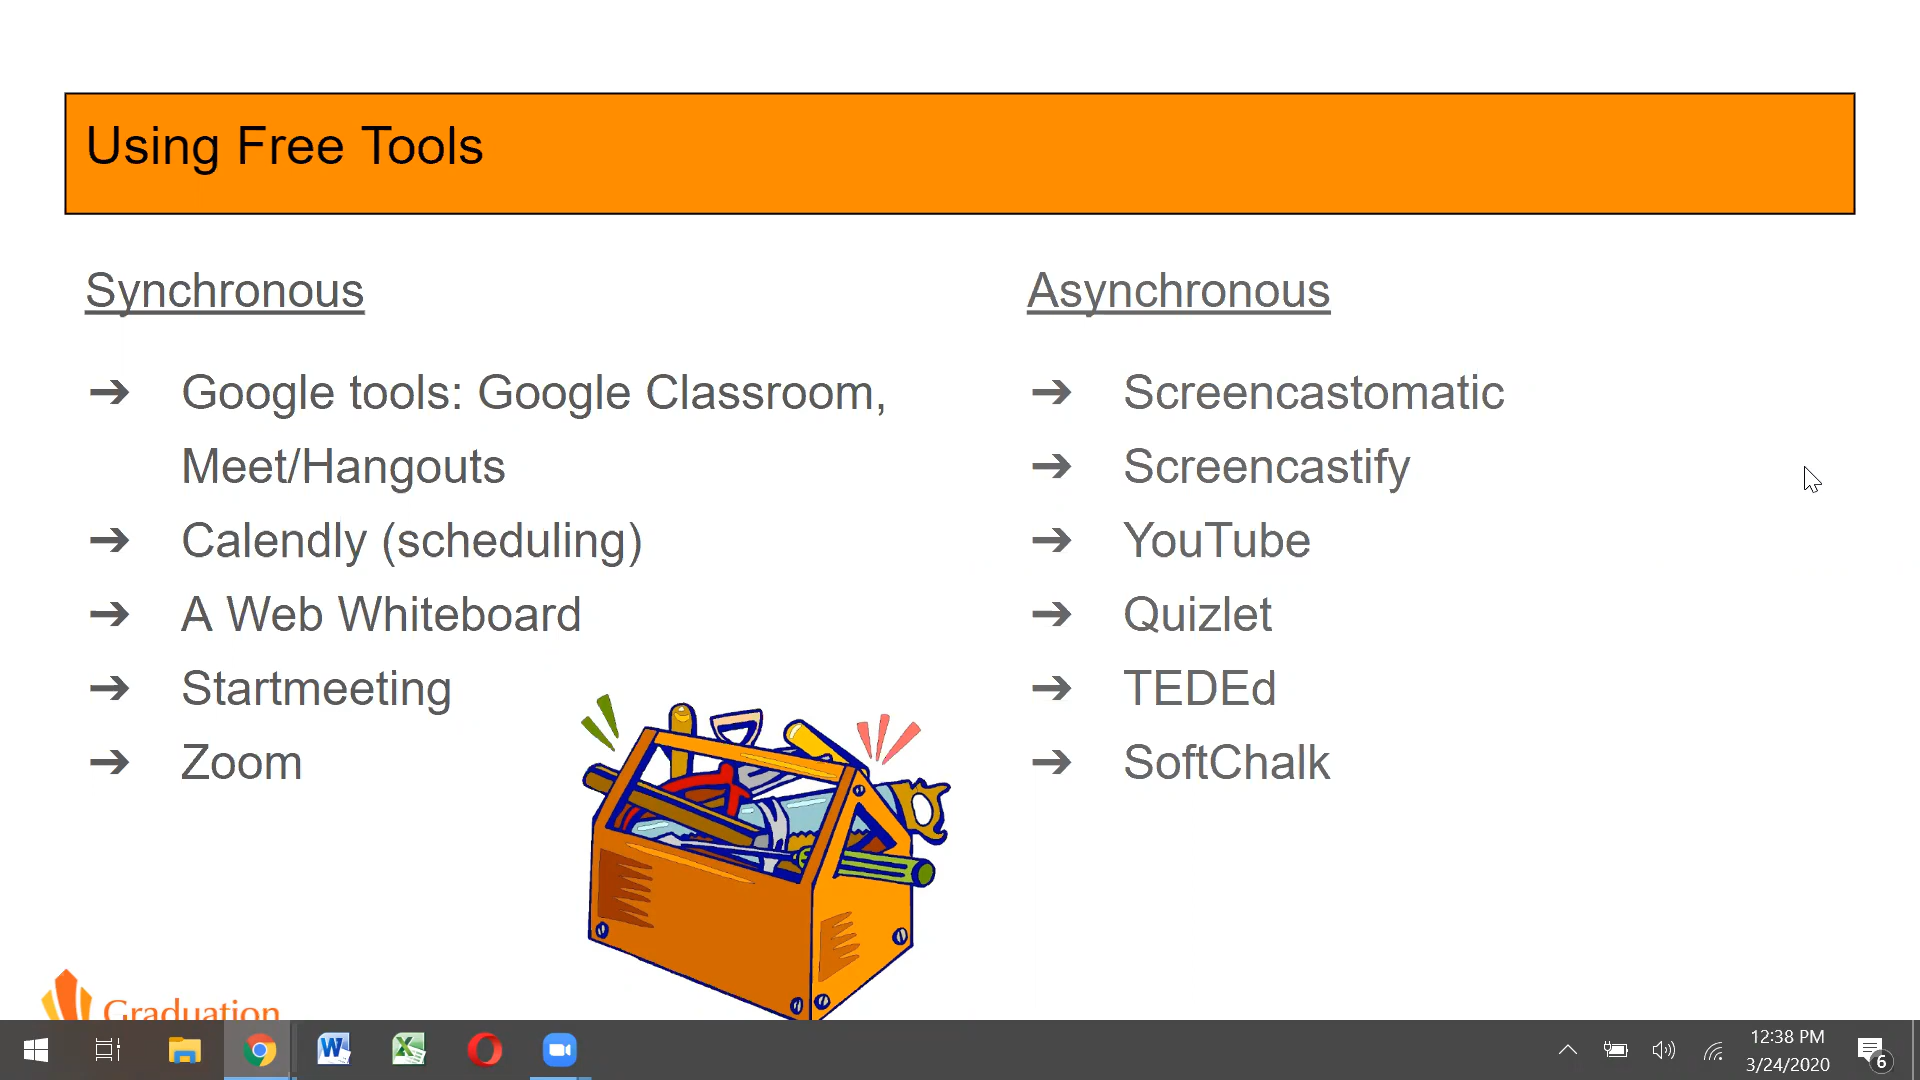 Using Free Tools
Synchronous
➔ Google tools: Google Classroom,
Meet/Hangouts
➔ Calendly (scheduling)
➔ A Web Whiteboard
➔ Startmeeting
➔ Zoom
Asynchronous
➔ Screencastomatic
➔ Screencastify
➔ YouTube
➔ Quizlet
➔ TEDEd
➔ SoftChalk
Graduation
12:38 PM
3/24/2020
6